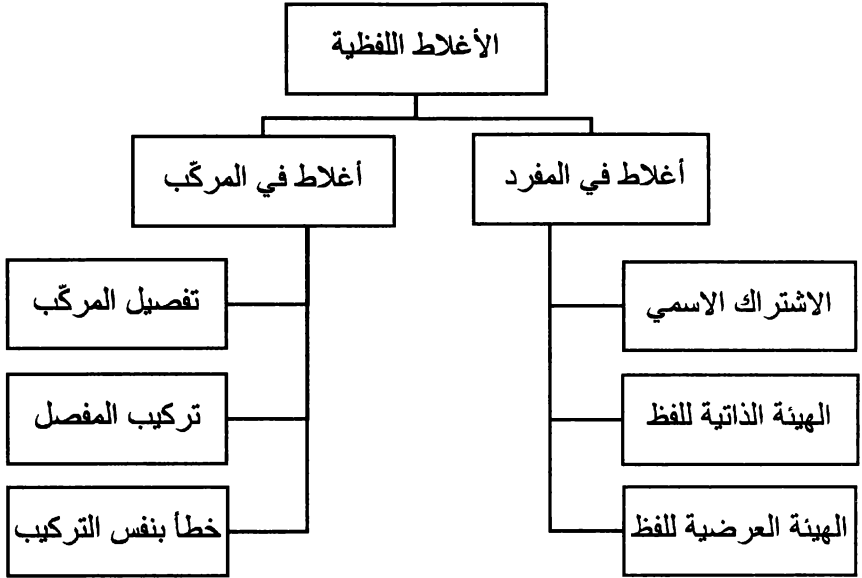 الأغلاط اللفظية
أغلاط في المفرد
أغلاط في المركّب
الاشتراك الاسمي
الهيئة الذاتية للفظ
الهيئة العرضية للفظ
تفصيل المركّب
تركيب المفصل
خطأ بنفس التركيب